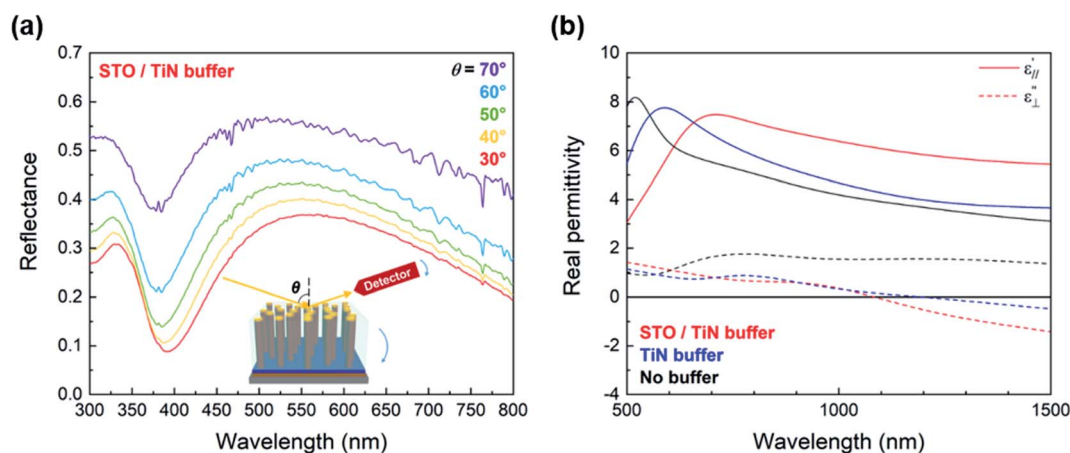 (a)
0.7
0.6
0.5
0.4
0.3
0.2
0.1
0.0
Reflectance
STO / TiN buffer
θ = 70°
60°
50°
40°
30°
θ
Detector
300 350 400 450 500 550 600 650 700 750 800
Wavelength (nm)
(b)
10
8
6
4
2
0
-2
-4
Real permittivity
ε'//
ε"⊥
STO / TiN buffer
TiN buffer
No buffer
500 1000 1500
Wavelength (nm)